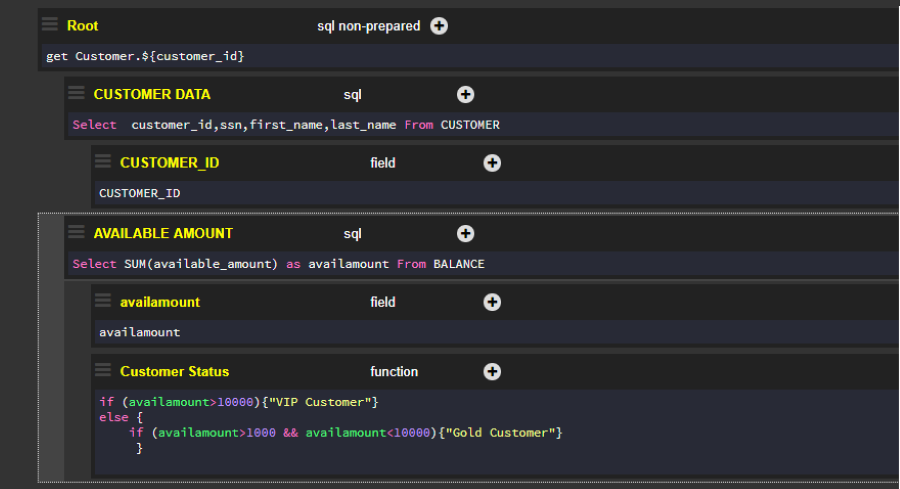 Root sql non-prepared
get Customer.${customer_id}
CUSTOMER DATA sql
Select  customer_id,ssn,first_name,last_name From CUSTOMER
CUSTOMER_ID field
CUSTOMER_ID
AVAILABLE AMOUNT sql
Select SUM(available_amount) as availamount From BALANCE
availamount field
availamount
Customer Status function
if (availamount>10000){"VIP Customer"}
else {
    if (availamount>1000 && availamount<10000){"Gold Customer"}
     }